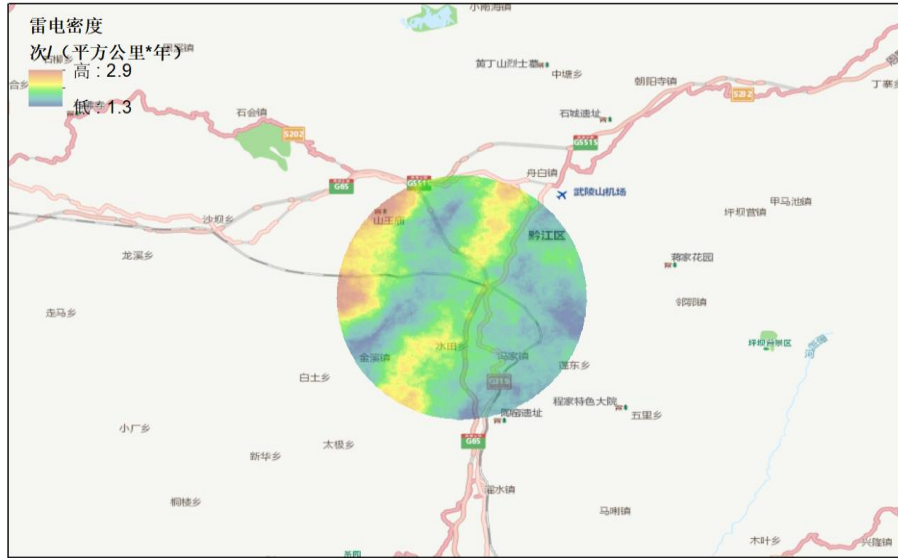 雷电密度
次/（平方公里*年）
高 : 2.9
低 : 1.3
小南海镇
黄丁山烈士墓
中塘乡
朝阳寺镇
S202
丁寨乡
石会镇
S202
石城遗址
G5515
G65
G5515
舟白镇
武陵山机场
山王庙
沙坝乡
黔江区
坪坝营镇
甲马池镇
龙溪乡
蒋家花园
走马乡
水田乡
冯家镇
金溪镇
蓬东乡
坪坝营景区
白土乡
G319
程家特色大院
五里乡
小厂乡
G65
太极乡
新华乡
濯水镇
桐楼乡
马喇镇
木叶乡
兴隆镇